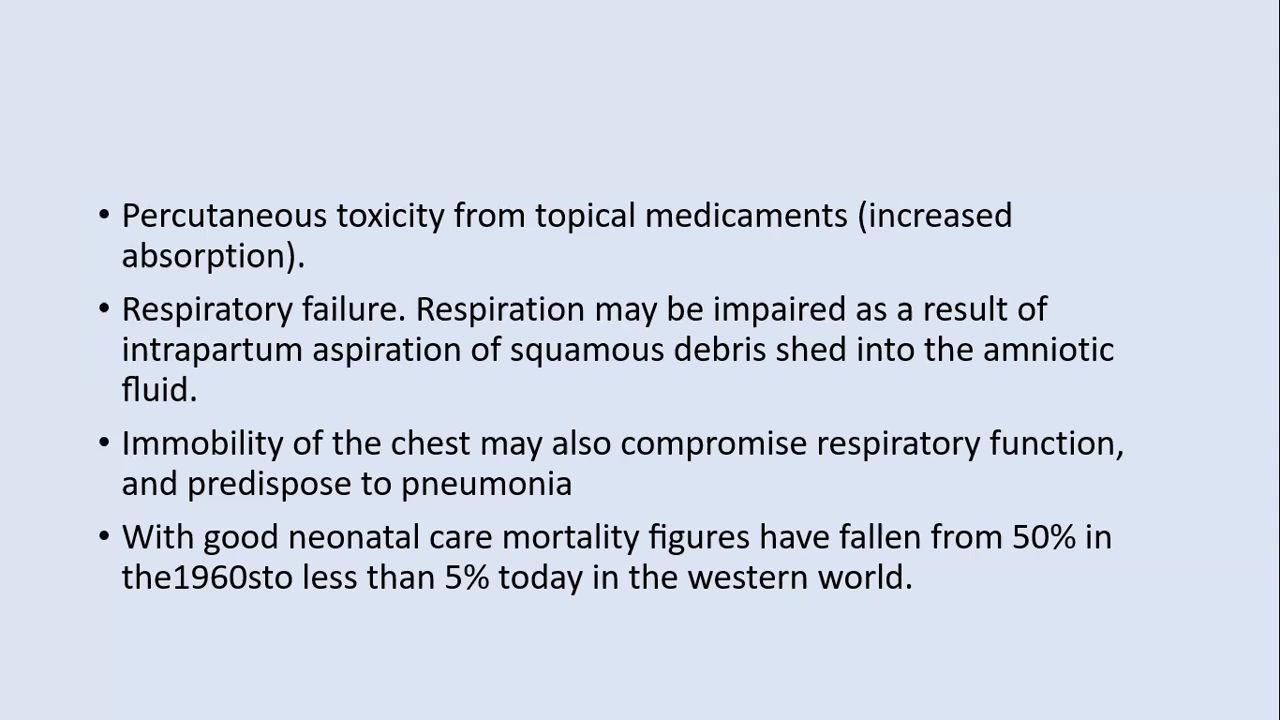 • Percutaneous toxicity from topical medicaments (increased
absorption).
• Respiratory failure. Respiration may be impaired as a result of
intrapartum aspiration of squamous debris shed into the amniotic
fluid.
• Immobility of the chest may also compromise respiratory function,
and predispose to pneumonia
• With good neonatal care mortality figures have fallen from 50% in
the1960sto less than 5% today in the western world.